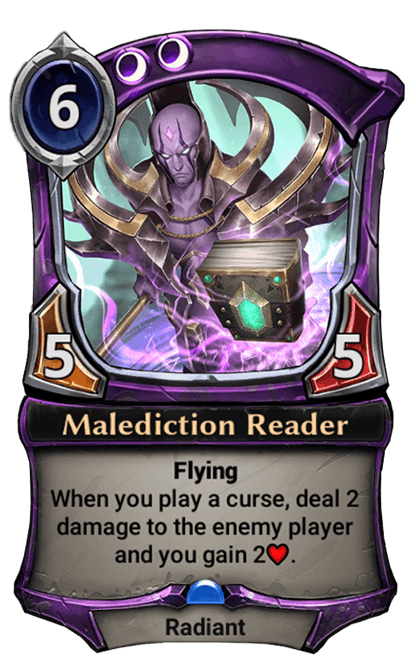 6
5
5
Malediction Reader
Flying
When you play a curse, deal 2
damage to the enemy player
and you gain 2❤.
Radiant